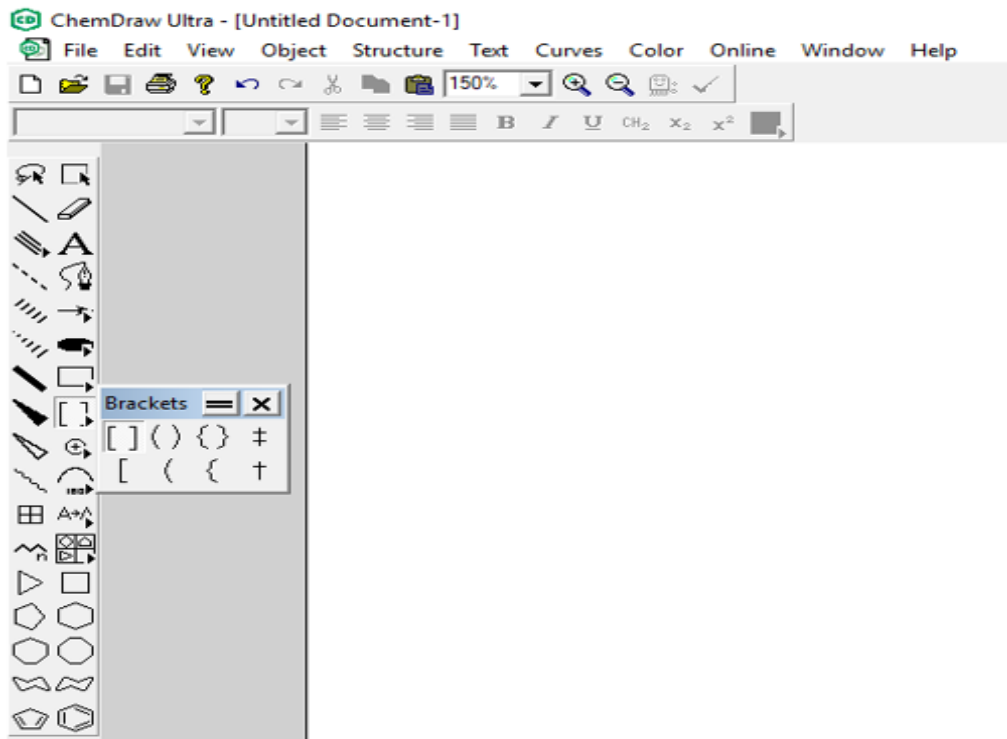 ChemDraw Ultra - [Untitled Document-1]
File Edit View Object Structure Text Curves Color Online Window Help
150%
B I U CH₂ X₂ X²
A
Brackets
[ ] ( ) { } ‡
[ ( { †
180
A
n